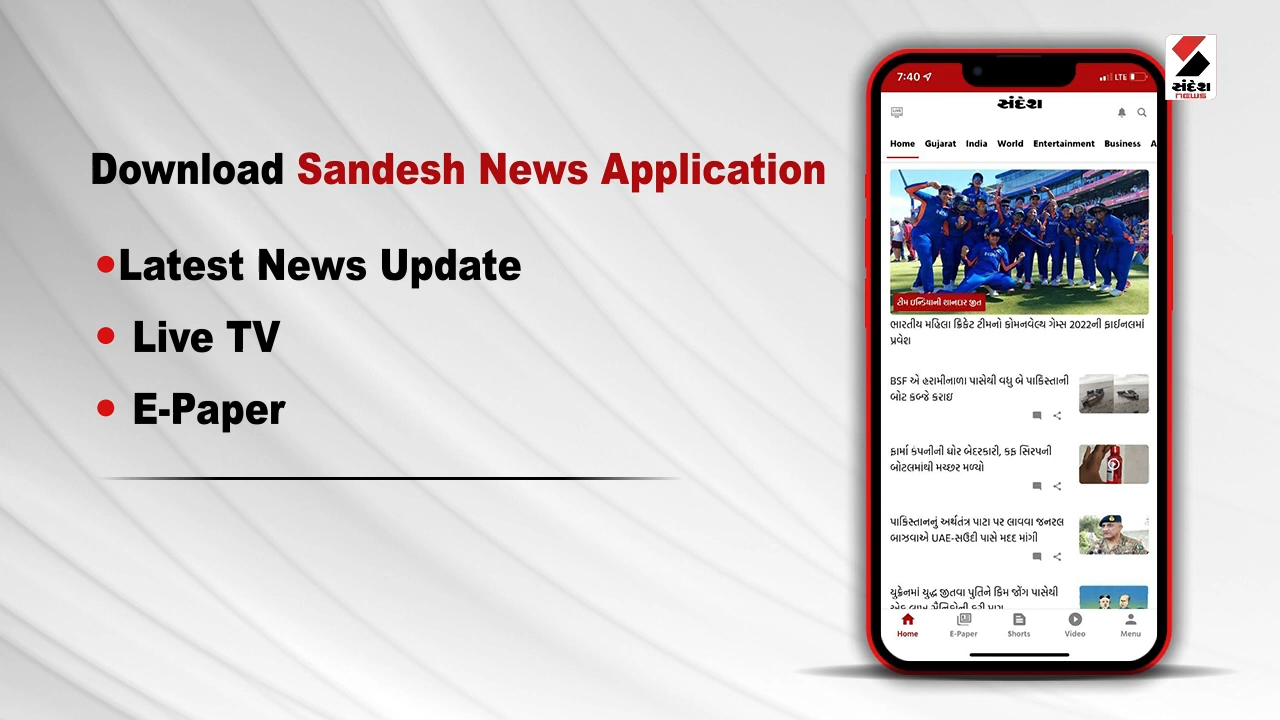 Download Sandesh News Application
•Latest News Update
• Live TV
• E-Paper
સંદેશ
NEWS
7:40
LTE
LIVE
સંદેશ
Home Gujarat India World Entertainment Business A
ટીમ ઇન્ડિયાની શાનદાર જીત
ભારતીય મહિલા ક્રિકેટ ટીમનો કોમનવેલ્થ ગેમ્સ 2022ની ફાઈનલમાં
પ્રવેશ
BSF એ હરામીનાળા પાસેથી વધુ બે પાકિસ્તાની
બોટ કબ્જે કરાઇ
ફાર્મા કંપનીની ઘોર બેદરકારી, કફ સિરપની
બોટલમાંથી મચ્છર મળ્યો
પાકિસ્તાનનું અર્થતંત્ર પાટા પર લાવવા જનરલ
બાઝવાએ UAE-સઉદી પાસે મદદ માંગી
યુક્રેનમાં યુદ્ધ જીતવા પુતિને કિમ જોંગ પાસેથી
Home E-Paper Shorts Video Menu